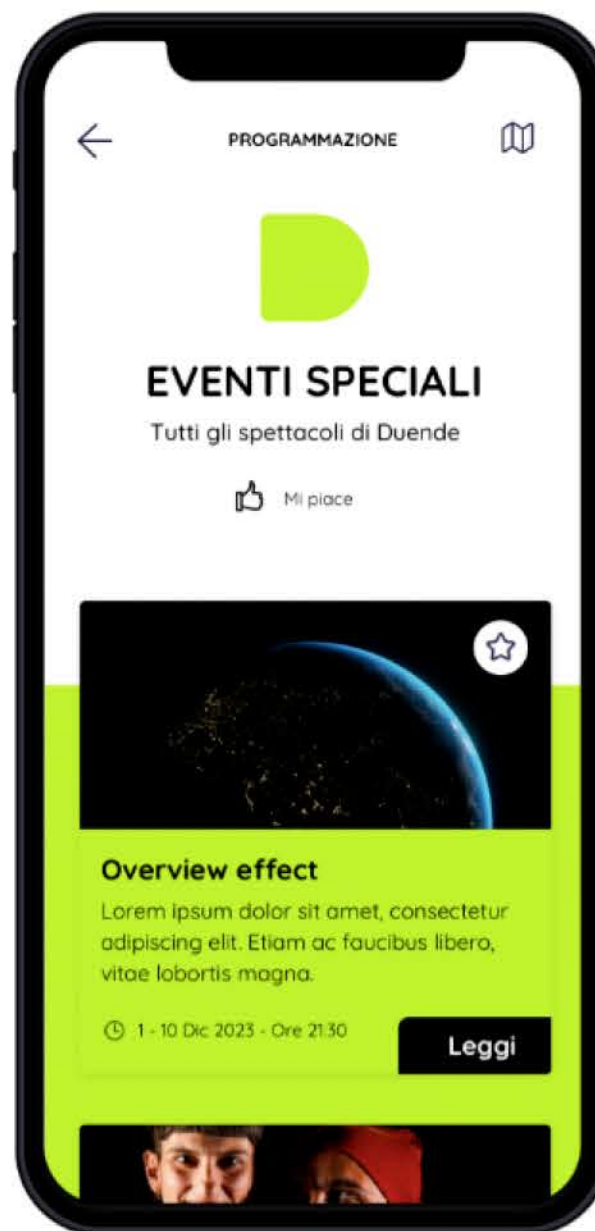 PROGRAMMAZIONE
D
EVENTI SPECIALI
Tutti gli spettacoli di Duende
Mi piace
Overview effect
Lorem ipsum dolor sit amet, consectetur
adipiscing elit. Etiam ac faucibus libero,
vitae lobortis magna.
1 - 10 Dic 2023 - Ore 21.30
Leggi